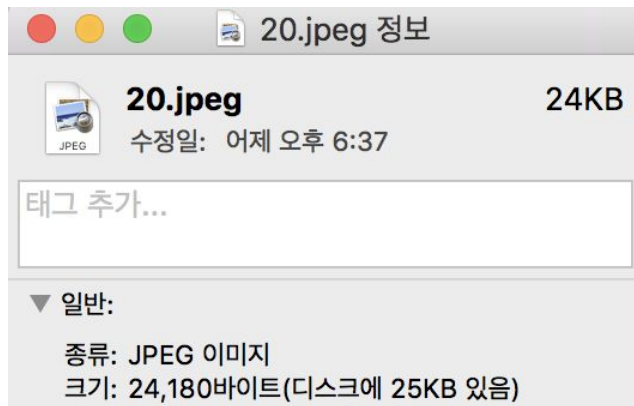 20.jpeg 정보
20.jpeg 24KB
JPEG
수정일: 어제 오후 6:37
태그 추가...
▼ 일반:
종류: JPEG 이미지
크기: 24,180바이트(디스크에 25KB 있음)